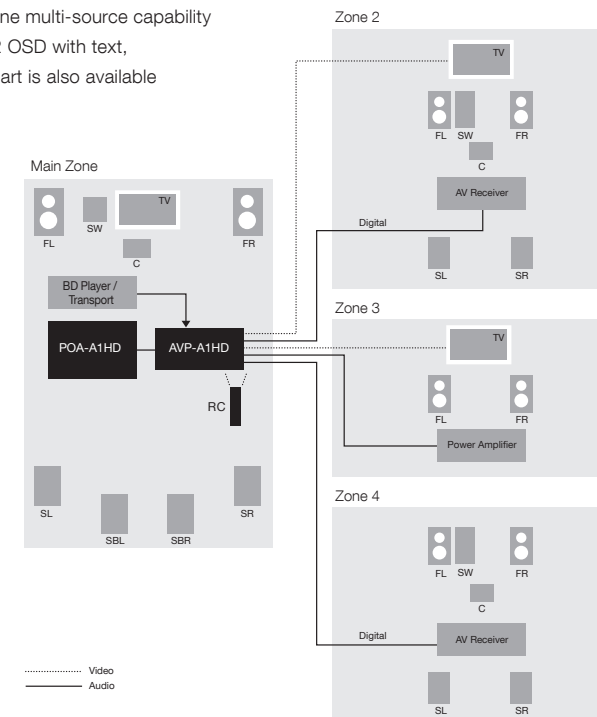 ne multi-source capability
OSD with text,
art is also available
Main Zone
FL
SW
TV
FR
C
BD Player /
Transport
POA-A1HD
AVP-A1HD
RC
SL
SBL
SBR
SR
Zone 2
TV
FL
SW
FR
C
AV Receiver
Digital
SL
SR
Zone 3
TV
FL
FR
Power Amplifier
Zone 4
FL
SW
FR
C
Digital
AV Receiver
SL
SR
Video
Audio